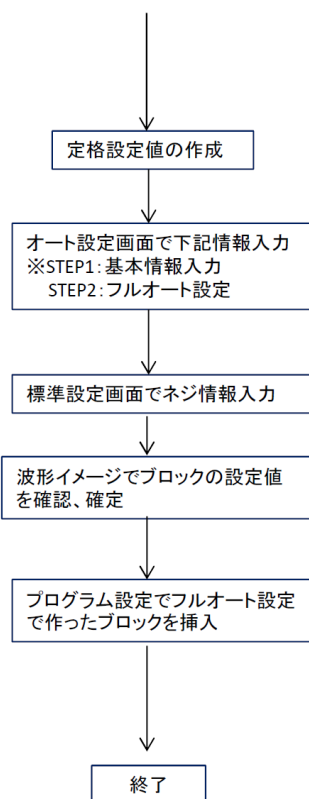 定格設定値の作成
オート設定画面で下記情報入力
※STEP1：基本情報入力
STEP2：フルオート設定
標準設定画面でネジ情報入力
波形イメージでブロックの設定値
を確認、確定
プログラム設定でフルオート設定
で作ったブロックを挿入
終了